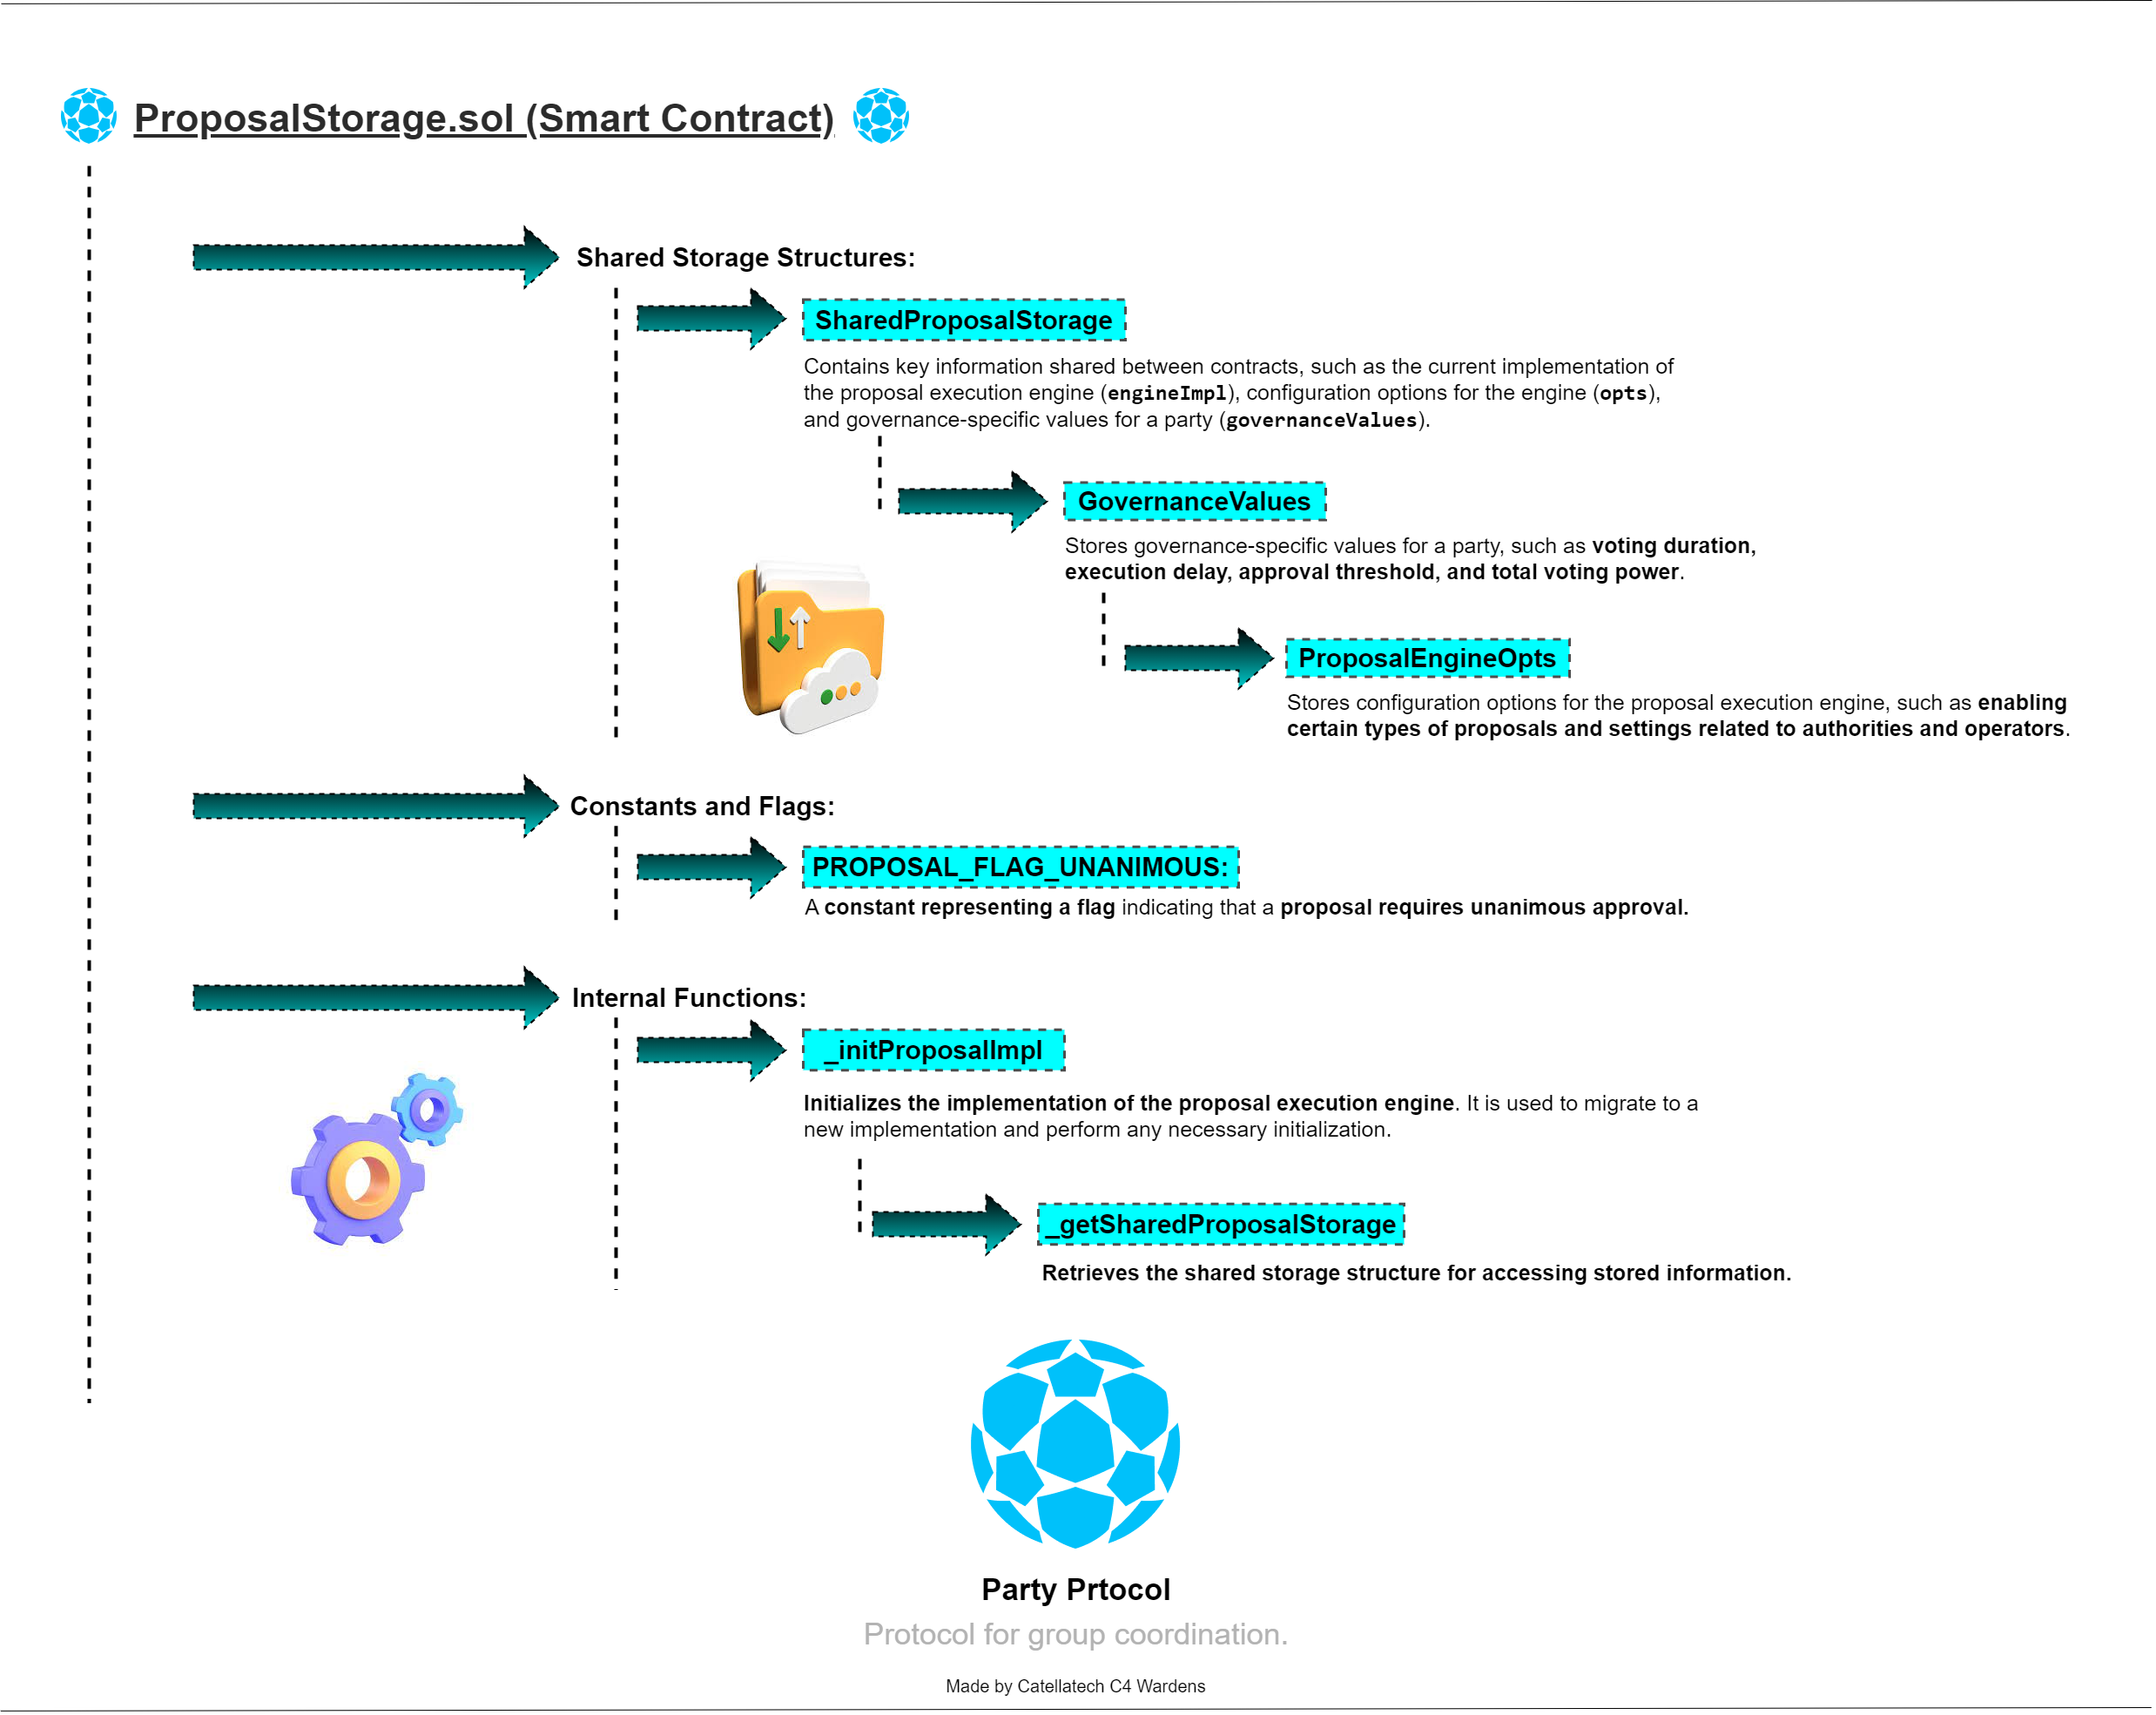 ProposalStorage.sol (Smart Contract)
Shared Storage Structures:
SharedProposalStorage
Contains key information shared between contracts, such as the current implementation of
the proposal execution engine (engineImpl), configuration options for the engine (opts),
and governance-specific values for a party (governanceValues).
GovernanceValues
Stores governance-specific values for a party, such as voting duration,
execution delay, approval threshold, and total voting power.
ProposalEngineOpts
Stores configuration options for the proposal execution engine, such as enabling
certain types of proposals and settings related to authorities and operators.
Constants and Flags:
PROPOSAL_FLAG_UNANIMOUS:
A constant representing a flag indicating that a proposal requires unanimous approval.
Internal Functions:
_initProposalImpl
Initializes the implementation of the proposal execution engine. It is used to migrate to a
new implementation and perform any necessary initialization.
_getSharedProposalStorage
Retrieves the shared storage structure for accessing stored information.
Party Prtocol
Protocol for group coordination.
Made by Catellatech C4 Wardens